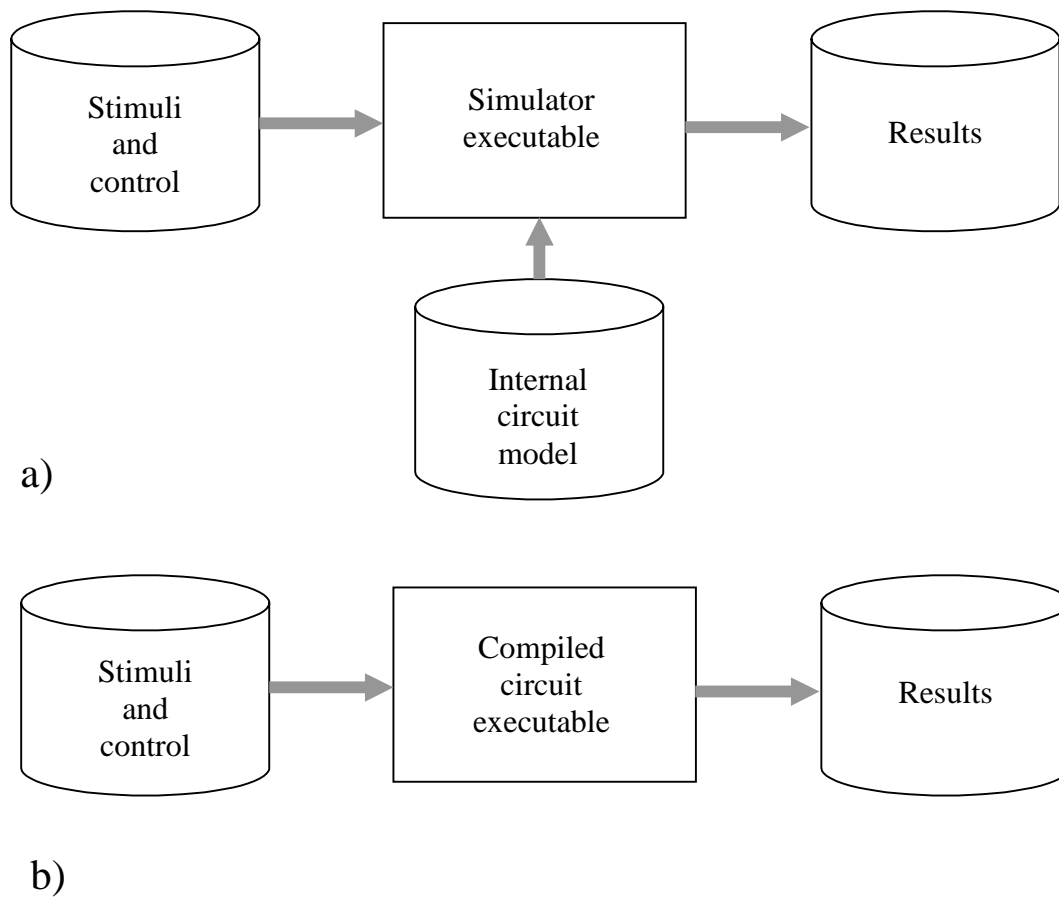 Stimuli
and
control
Simulator
executable
Results
Internal
circuit
model
a)
Stimuli
and
control
Compiled
circuit
executable
Results
b)